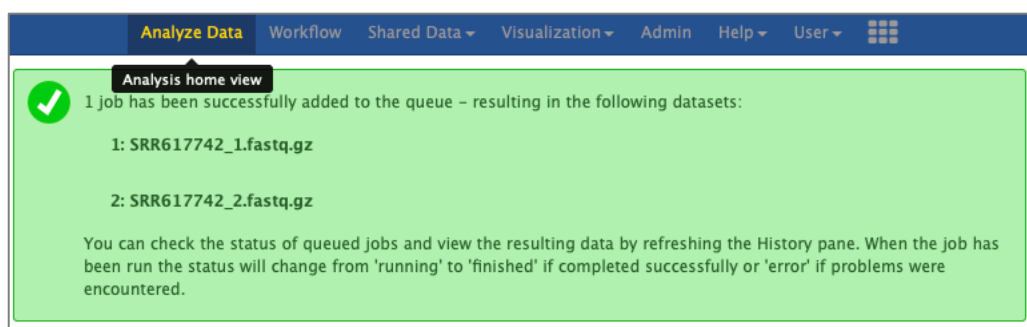 Analyze Data Workflow Shared Data Visualization Admin Help User
Analysis home view
1 job has been successfully added to the queue – resulting in the following datasets:
1: SRR617742_1.fastq.gz
2: SRR617742_2.fastq.gz
You can check the status of queued jobs and view the resulting data by refreshing the History pane. When the job has
been run the status will change from 'running' to 'finished' if completed successfully or 'error' if problems were
encountered.